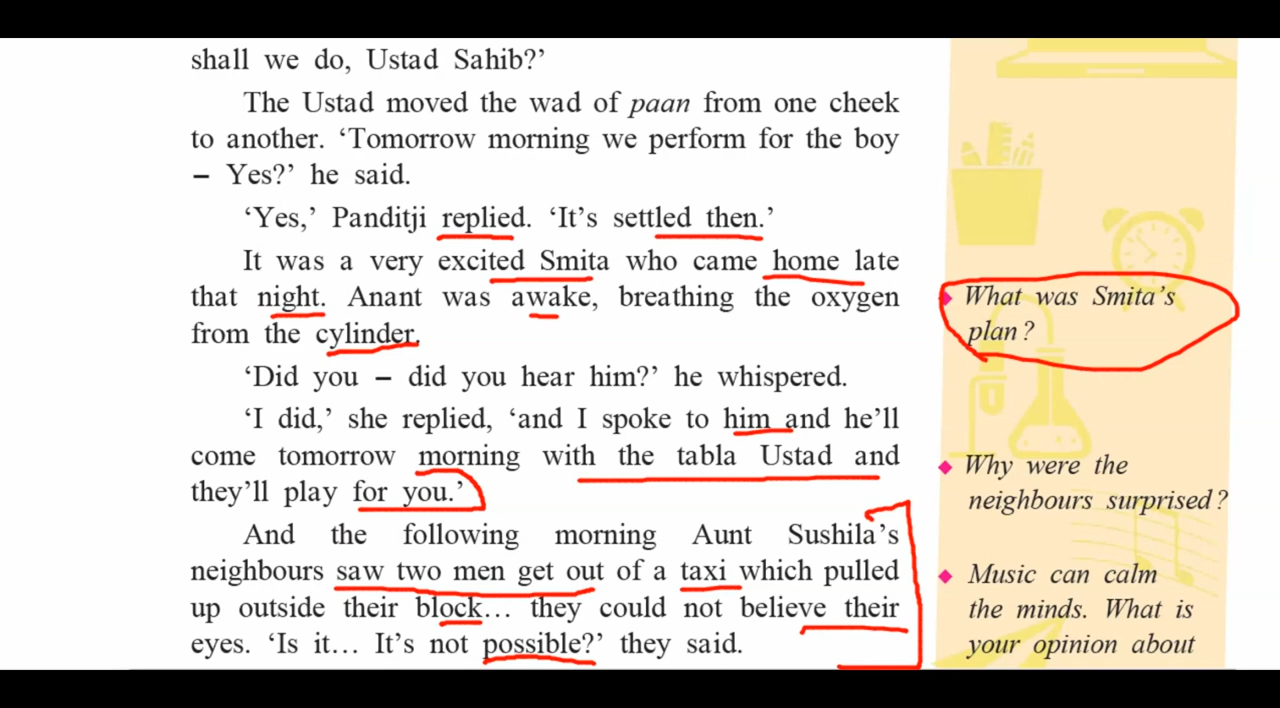 shall we do, Ustad Sahib?’
The Ustad moved the wad of paan from one cheek
to another. ‘Tomorrow morning we perform for the boy
– Yes?’ he said.
‘Yes,’ Panditji replied. ‘It’s settled then.’
It was a very excited Smita who came home late
that night. Anant was awake, breathing the oxygen
from the cylinder.
‘Did you – did you hear him?’ he whispered.
‘I did,’ she replied, ‘and I spoke to him and he’ll
come tomorrow morning with the tabla Ustad and
they’ll play for you.’
And the following morning Aunt Sushila’s
neighbours saw two men get out of a taxi which pulled
up outside their block... they could not believe their
eyes. ‘Is it... It’s not possible?’ they said.
What was Smita’s
plan?
Why were the
neighbours surprised?
Music can calm
the minds. What is
your opinion about